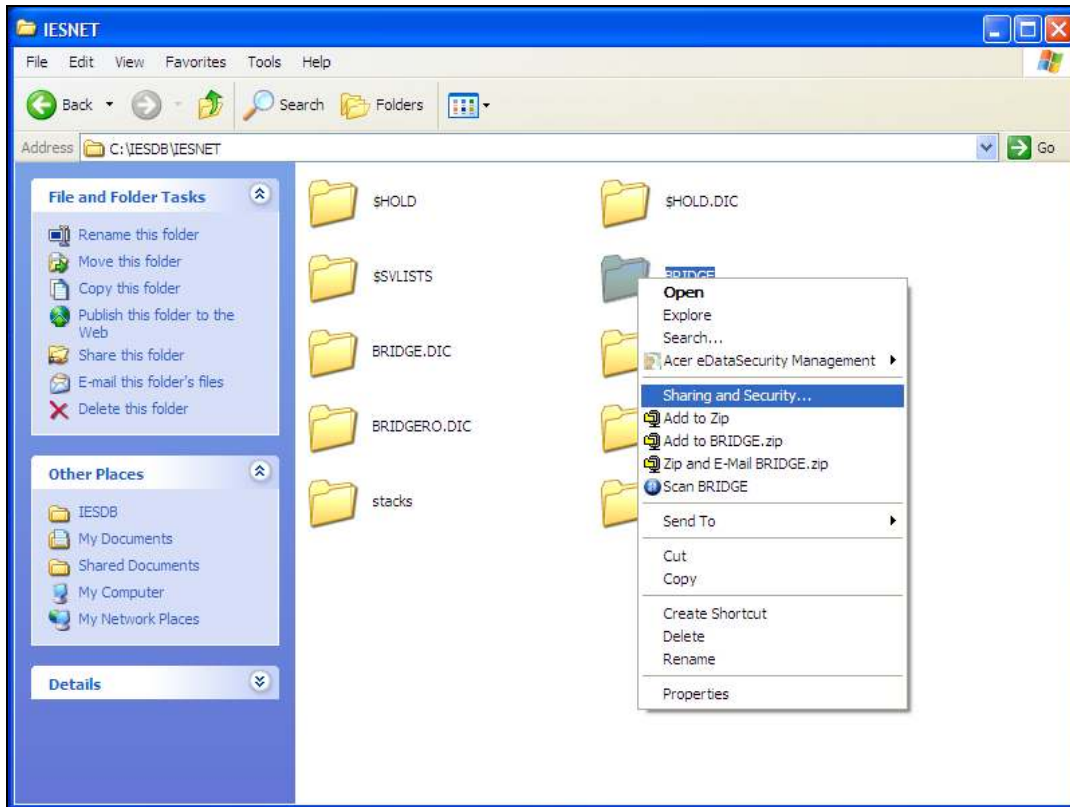 IESNET
File Edit View Favorites Tools Help
Back Search Folders
Address C:\IESDB\IESNET Go
File and Folder Tasks
Rename this folder
Move this folder
Copy this folder
Publish this folder to the
Web
Share this folder
E-mail this folder's files
Delete this folder
Other Places
IESDB
My Documents
Shared Documents
My Computer
My Network Places
Details
$HOLD
$HOLD.DIC
$SVLISTS
BRIDGE
BRIDGE.DIC
BRIDGERO.DIC
stacks
Open
Explore
Search...
Acer eDataSecurity Management
Sharing and Security...
Add to Zip
Add to BRIDGE.zip
Zip and E-Mail BRIDGE.zip
Scan BRIDGE
Send To
Cut
Copy
Create Shortcut
Delete
Rename
Properties